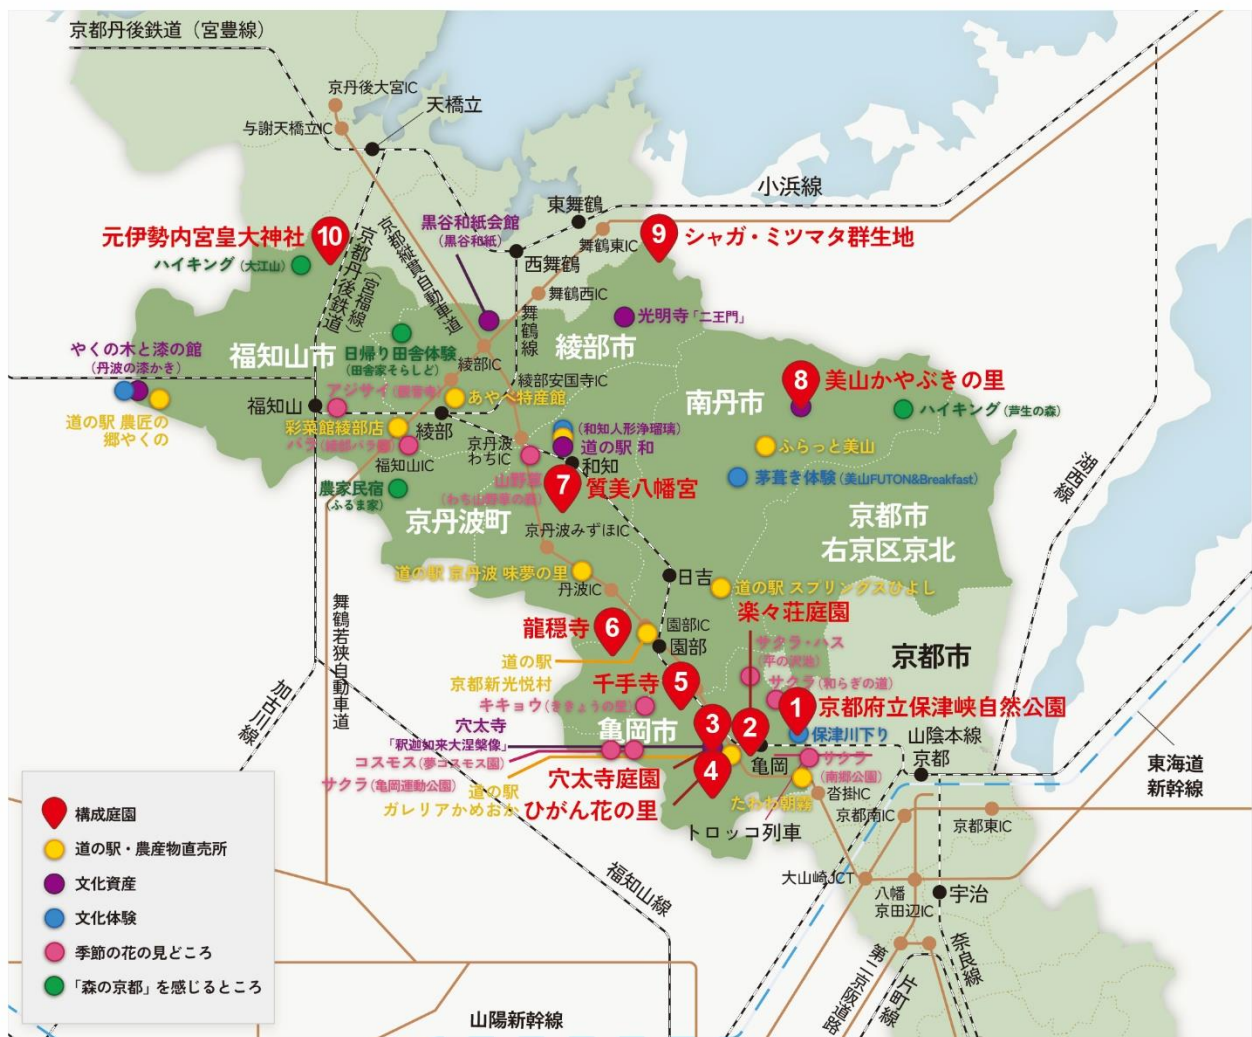 京都丹後鉄道（宮豊線）
京丹後大宮IC
天橋立
与謝天橋立IC
小浜線
東舞鶴
黒谷和紙会館
（黒谷和紙）
10
元伊勢内宮皇大神社
9
シャガ・ミツマタ群生地
舞鶴東IC
ハイキング（大江山）
京都丹後鉄道
（宮福線）
京都縦貫自動車道
西舞鶴
舞鶴西IC
舞鶴線
光明寺「二王門」
綾部市
やくの木と漆の館
（丹波の漆かき）
福知山市
日帰り田舎体験
（田舎家そらしど）
綾部IC
綾部安国寺IC
8
美山かやぶきの里
南丹市
ハイキング（芦生の森）
福知山
アジサイ
あやべ特産館
道の駅 農匠の
郷やくの
彩菜館綾部店
綾部
バラ
福知山IC
京丹波
わちIC
（和知人形浄瑠璃）
道の駅 和
和知
ふらっと美山
湖西線
農家民宿
（ふるま家）
山野草
7
質美八幡宮
茅葺き体験（美山FUTON&Breakfast）
京丹波町
京丹波みずほIC
京都市
右京区京北
道の駅 京丹波 味夢の里
丹波IC
日吉
道の駅 スプリングスひよし
舞鶴若狭自動車道
楽々荘庭園
龍穏寺
6
園部IC
園部
サクラ・ハス
（平の沢池）
京都市
道の駅
京都新光悦村
千手寺
5
サクラ（和らぎの道）
キキョウ（ききょうの里）
加古川線
亀岡市
3
2
1
京都府立保津峡自然公園
穴太寺
「釈迦如来大涅槃像」
保津川下り
山陰本線
京都
コスモス（夢コスモス園）
亀岡
サクラ
（南郷公園）
東海道
新幹線
サクラ（亀岡運動公園）
穴太寺庭園
4
道の駅
ガレリアかめおか
ひがん花の里
たわわ朝霧
沓掛IC
トロッコ列車
京都南IC
京都東IC
構成庭園
道の駅・農産物直売所
文化資産
文化体験
季節の花の見どころ
「森の京都」を感じるところ
福知山線
大山崎JCT
八幡
京田辺IC
宇治
第二京阪道路
片町線
奈良線
山陽新幹線